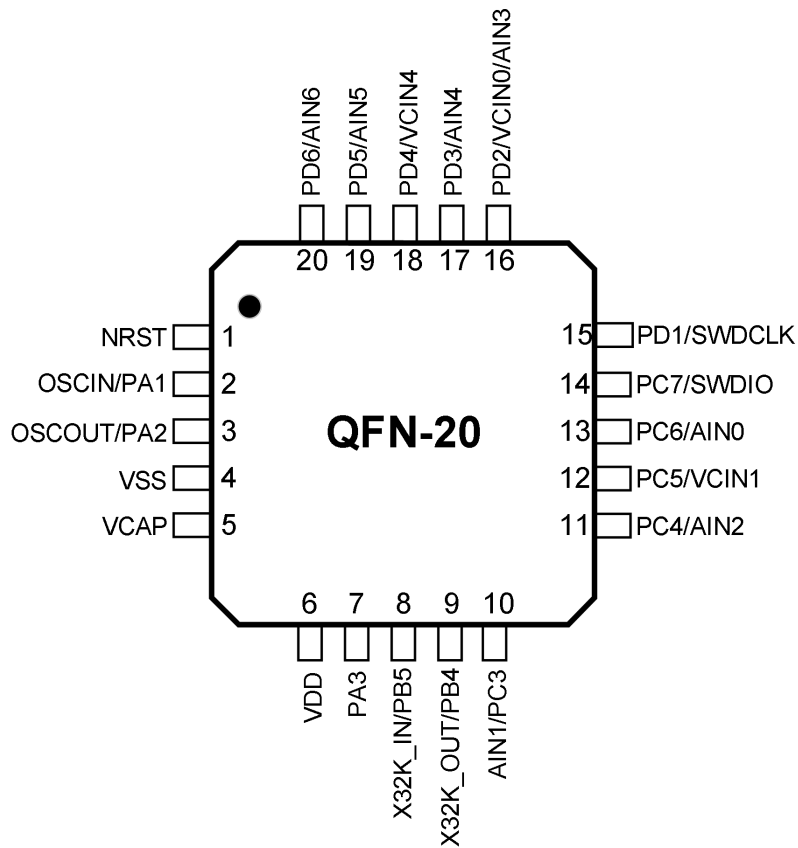 PD6/AIN6
PD5/AIN5
PD4/VCIN4
PD3/AIN4
PD2/VCIN0/AIN3
20 19 18 17 16
NRST 1
OSCIN/PA1 2
OSCOUT/PA2 3
VSS 4
VCAP 5
QFN-20
15 PD1/SWDCLK
14 PC7/SWDIO
13 PC6/AIN0
12 PC5/VCIN1
11 PC4/AIN2
6 7 8 9 10
VDD
PA3
X32K_IN/PB5
X32K_OUT/PB4
AIN1/PC3